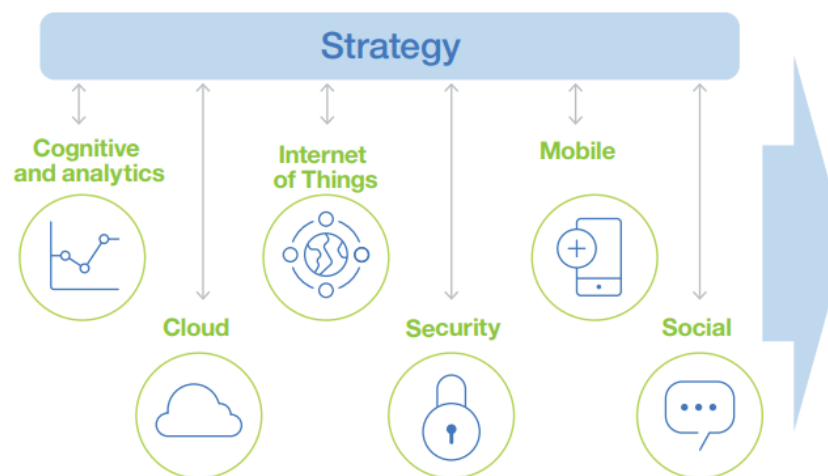 Strategy
Cognitive
and analytics
Internet
of Things
Mobile
Cloud
Security
Social